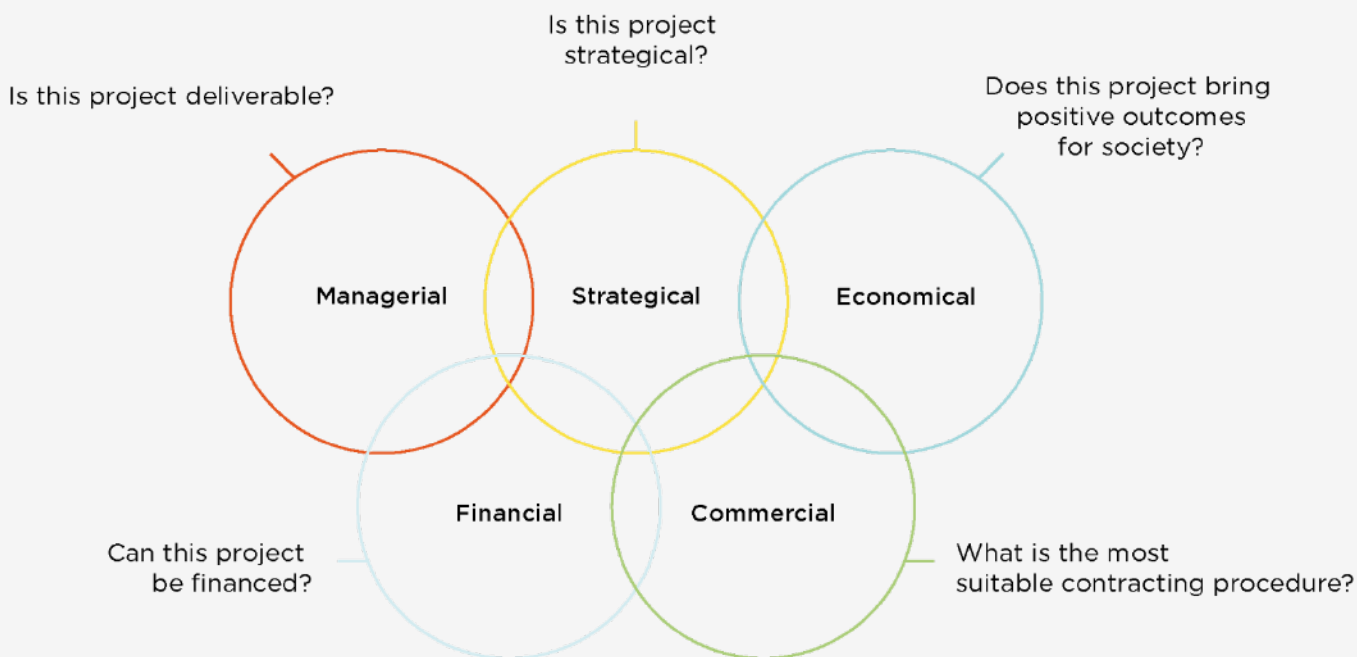 Is this project
strategical?
Is this project deliverable?
Does this project bring
positive outcomes
for society?
Managerial
Strategical
Economical
Financial
Commercial
Can this project
be financed?
What is the most
suitable contracting procedure?